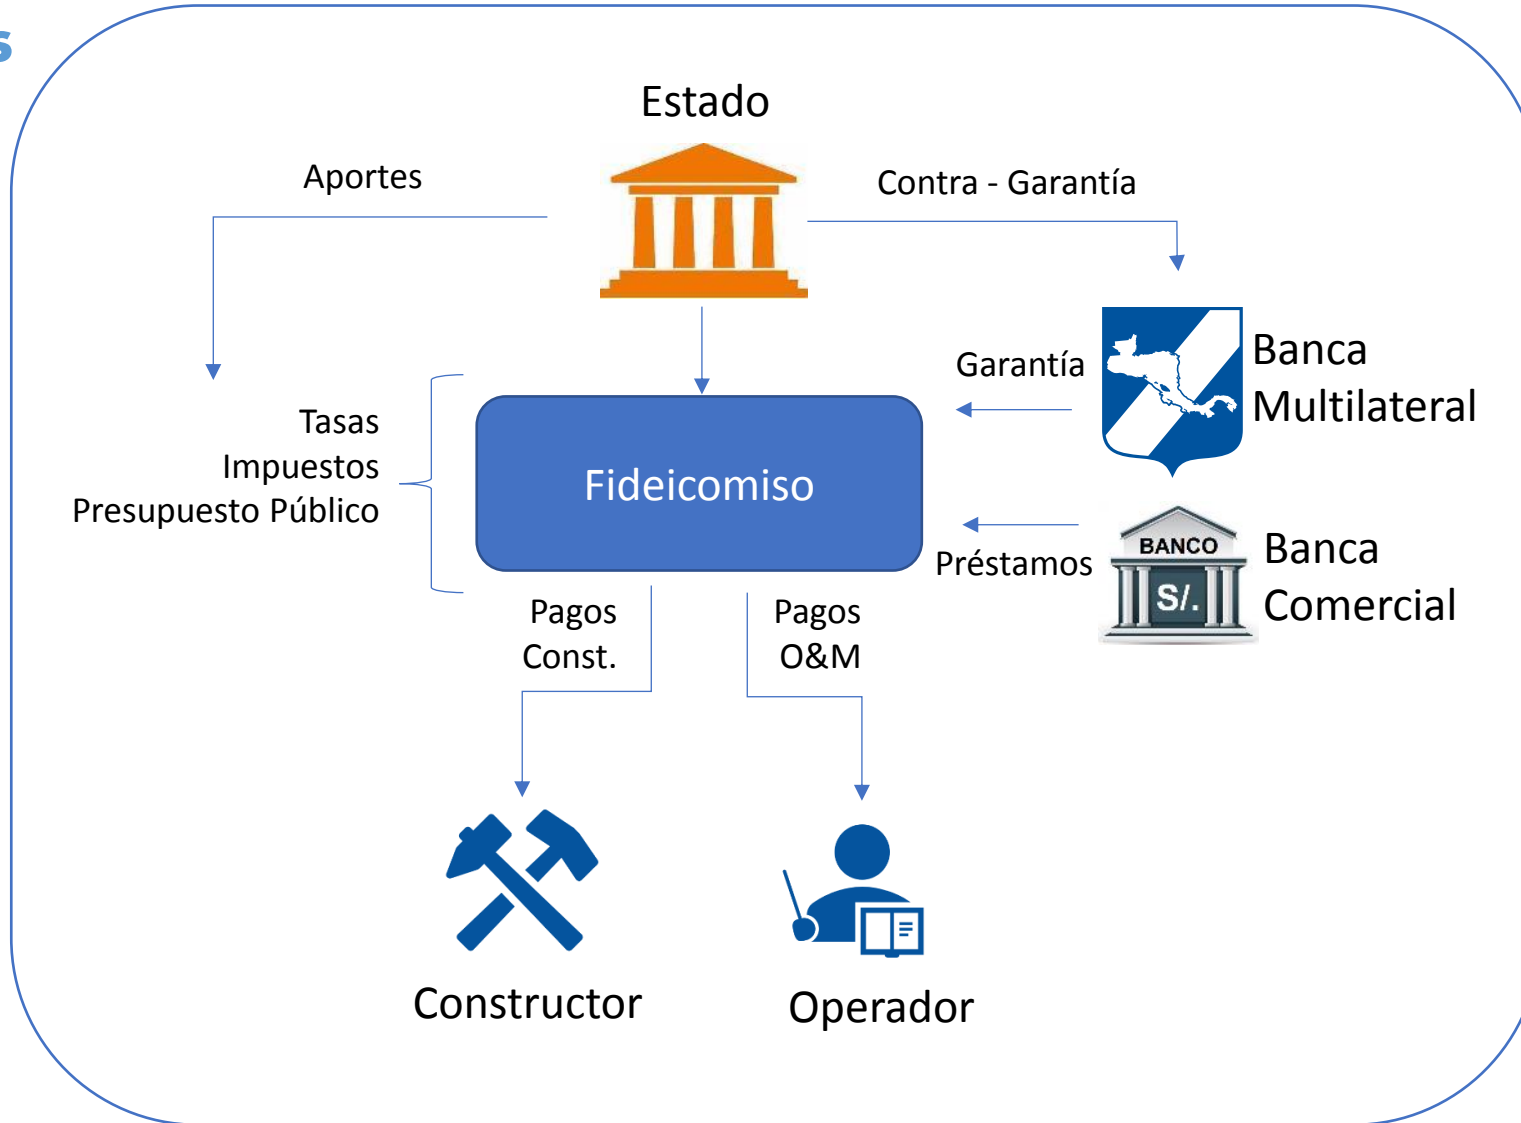 s
Estado
Aportes
Contra - Garantía
Garantía
Banca
Multilateral
Tasas
Impuestos
Presupuesto Público
Fideicomiso
Préstamos
BANCO
S/.
Banca
Comercial
Pagos
Const.
Pagos
O&M
Constructor
Operador